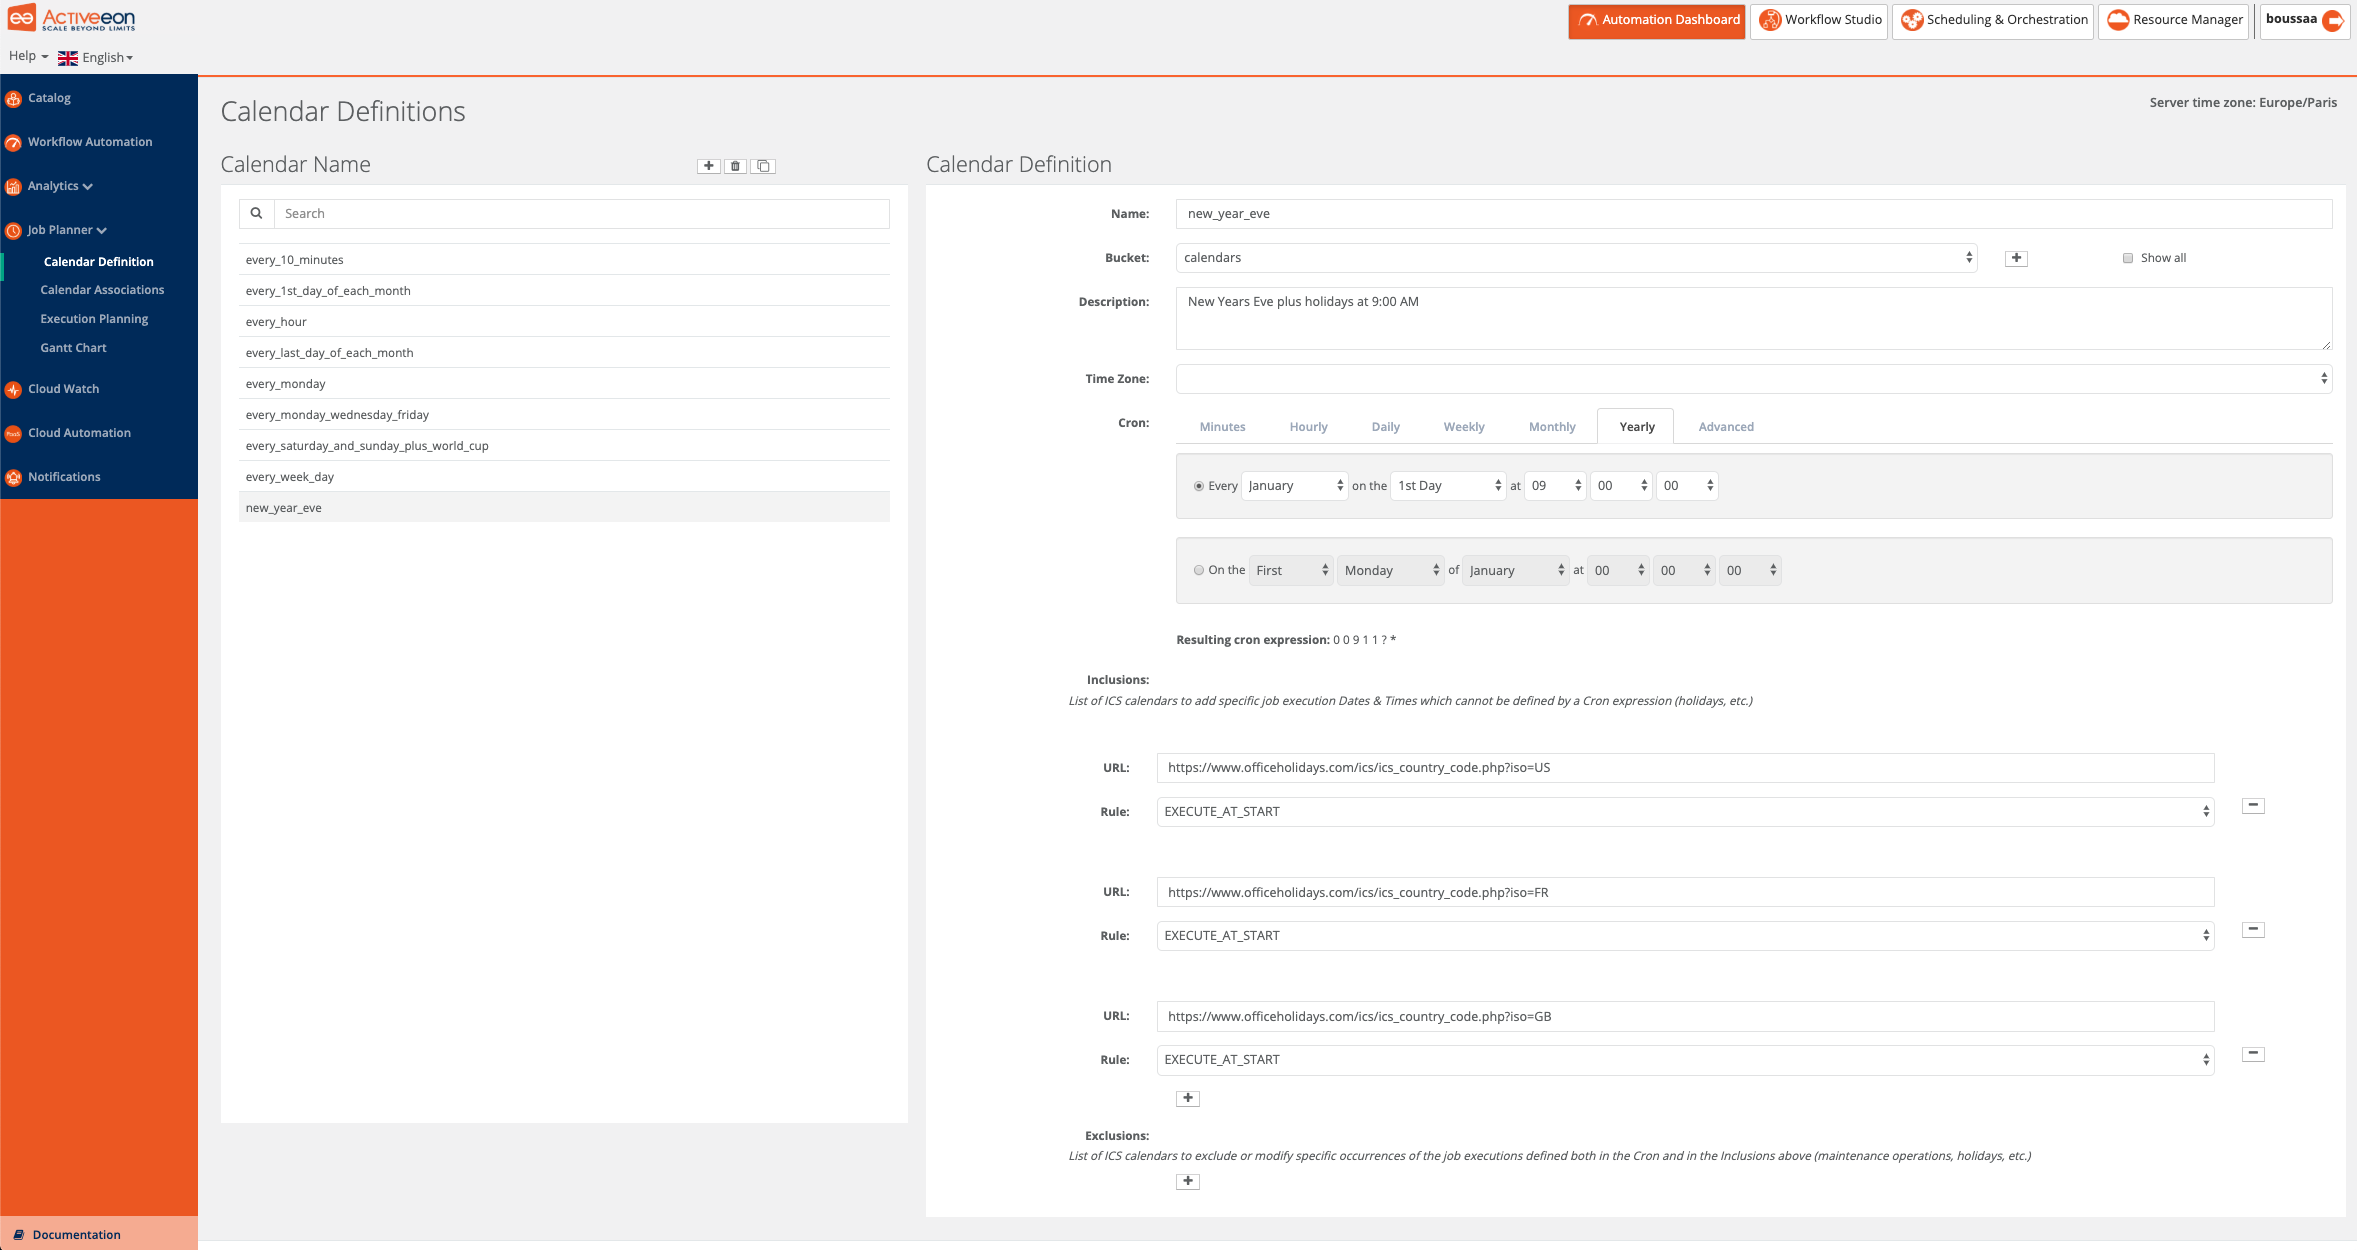 Activeeon
SCALE BEYOND LIMITS
Automation Dashboard
Workflow Studio
Scheduling & Orchestration
Resource Manager
boussaa
Help
English
Catalog
Workflow Automation
Analytics
Job Planner
Calendar Definition
Calendar Associations
Execution Planning
Gantt Chart
Cloud Watch
PaaS
Cloud Automation
Notifications
Documentation
Calendar Definitions
Server time zone: Europe/Paris
Calendar Name
Search
every_10_minutes
every_1st_day_of_each_month
every_hour
every_last_day_of_each_month
every_monday
every_monday_wednesday_friday
every_saturday_and_sunday_plus_world_cup
every_week_day
new_year_eve
Calendar Definition
Name: new_year_eve
Bucket: calendars Show all
Description: New Years Eve plus holidays at 9:00 AM
Time Zone:
Cron: Minutes Hourly Daily Weekly Monthly Yearly Advanced
Every January on the 1st Day at 09 00 00
On the First Monday of January at 00 00 00
Resulting cron expression: 0 0 9 1 1 ? *
Inclusions:
List of ICS calendars to add specific job execution Dates & Times which cannot be defined by a Cron expression (holidays, etc.)
URL: https://www.officeholidays.com/ics/ics_country_code.php?iso=US
Rule: EXECUTE_AT_START
URL: https://www.officeholidays.com/ics/ics_country_code.php?iso=FR
Rule: EXECUTE_AT_START
URL: https://www.officeholidays.com/ics/ics_country_code.php?iso=GB
Rule: EXECUTE_AT_START
Exclusions:
List of ICS calendars to exclude or modify specific occurrences of the job executions defined both in the Cron and in the Inclusions above (maintenance operations, holidays, etc.)